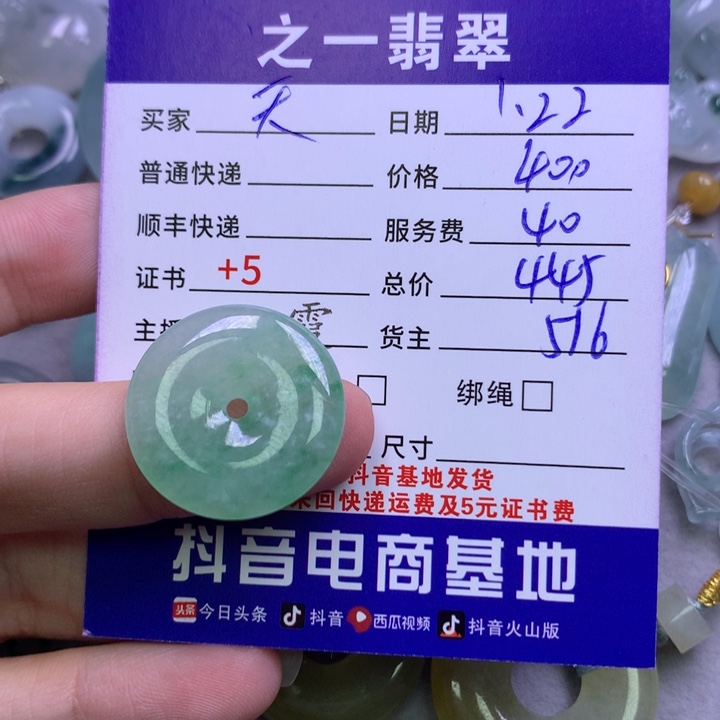 之一翡翠
买家 天 日期 1.22
普通快递 价格 400
顺丰快递 服务费 40
证书 +5 总价 445
主播 雪 货主 516
绑绳
尺寸
抖音基地发货
来回快递运费及5元证书费
抖音电商基地
头条 今日头条 抖音 西瓜视频 抖音火山版